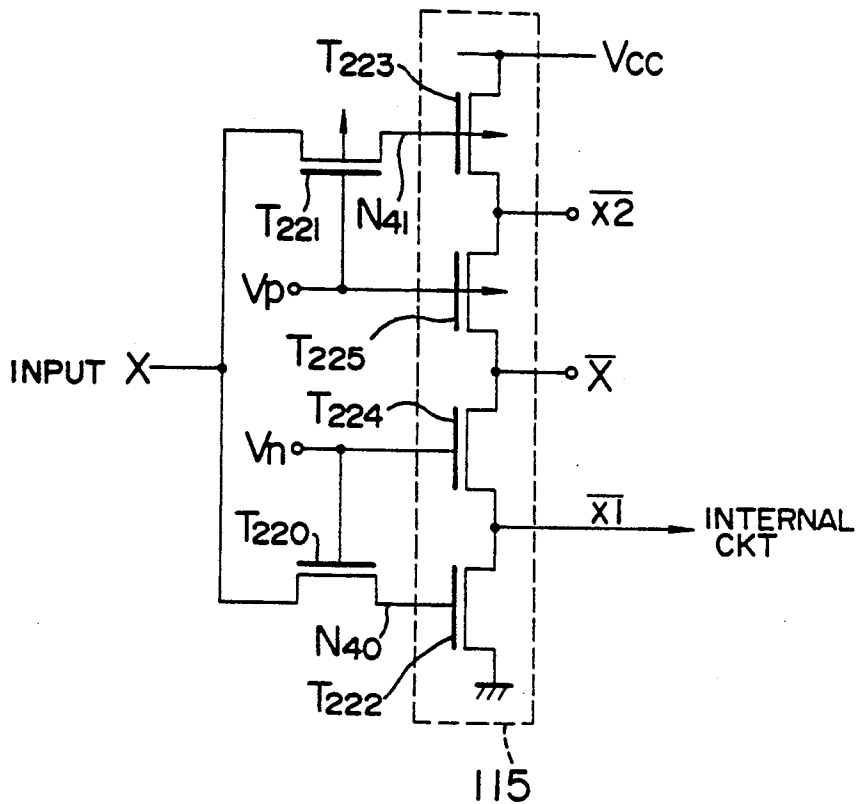 T223
VCC
T221
N41
X2
Vp
T225
INPUT X
X
T224
Vn
T220
X1
INTERNAL
CKT
N40
T222
115